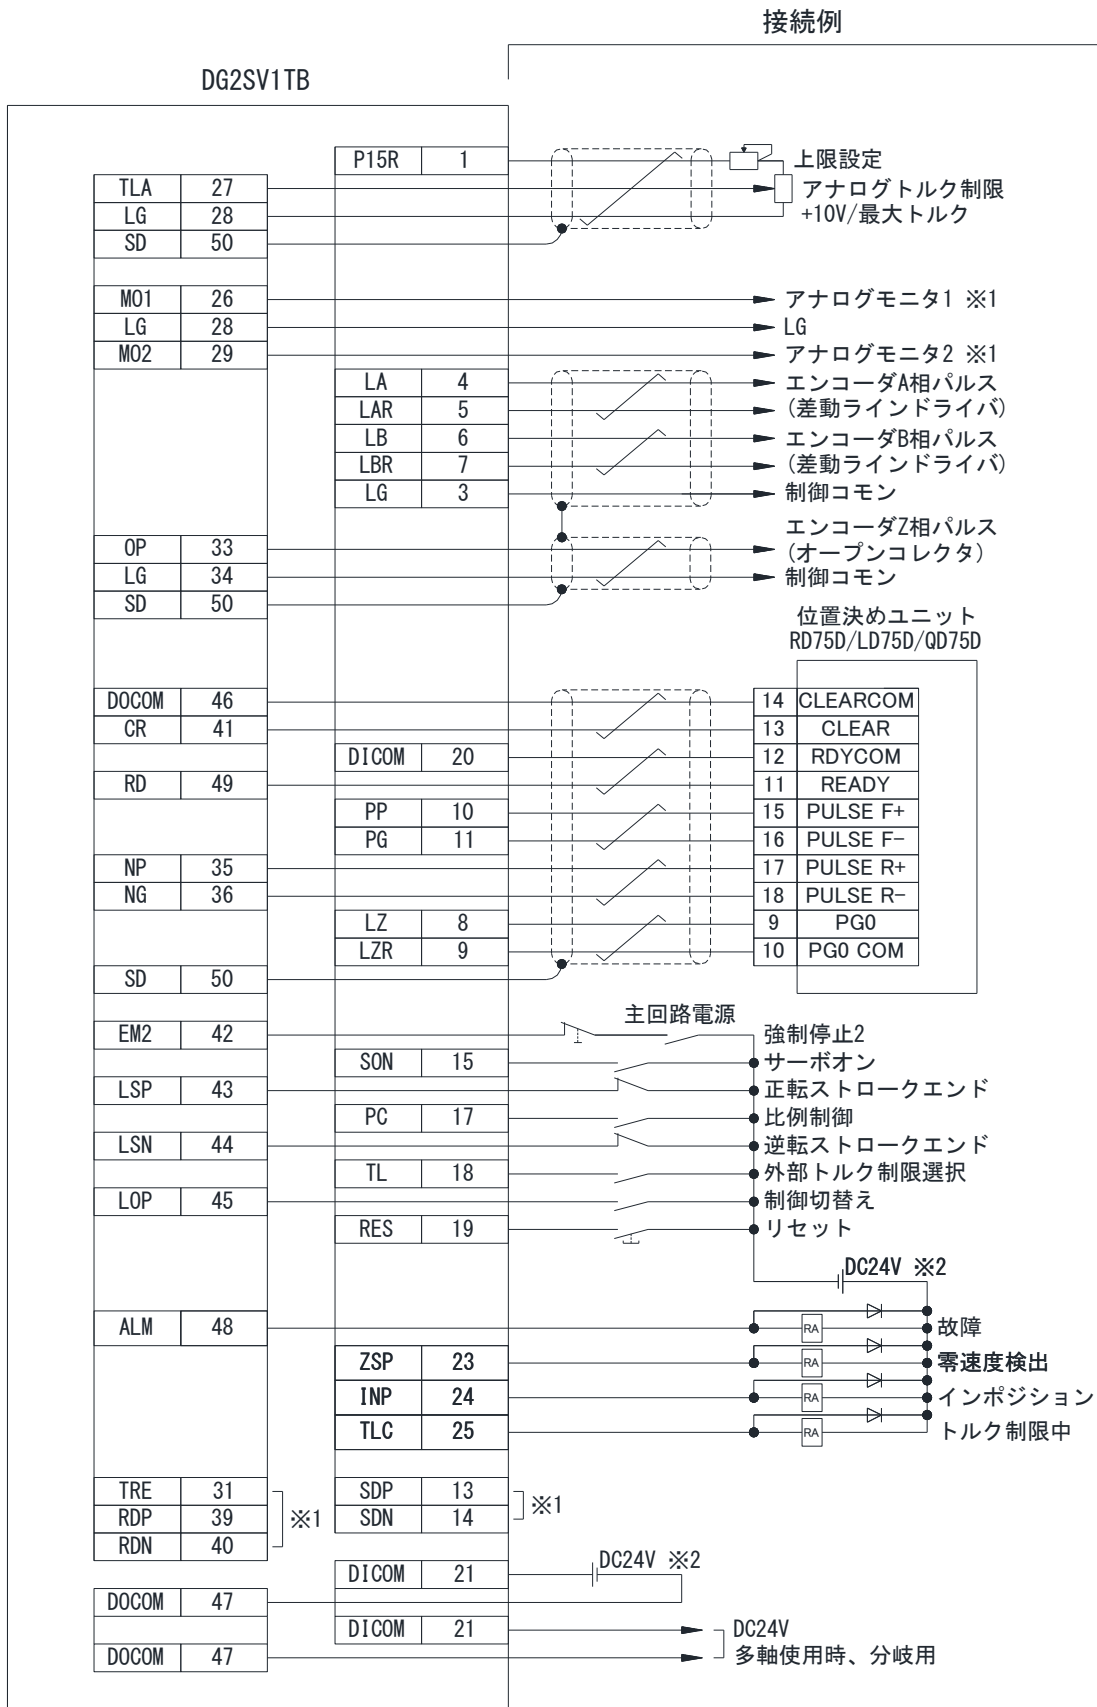 接続例
DG2SV1TB
P15R 1 上限設定
TLA 27 アナログトルク制限
LG 28 +10V/最大トルク
SD 50
MO1 26 アナログモニタ1 ※1
LG 28 LG
MO2 29 アナログモニタ2 ※1
LA 4 エンコーダA相パルス
LAR 5 (差動ラインドライバ)
LB 6 エンコーダB相パルス
LBR 7 (差動ラインドライバ)
LG 3 制御コモン
エンコーダZ相パルス
OP 33 (オープンコレクタ)
LG 34 制御コモン
SD 50
位置決めユニット
RD75D/LD75D/QD75D
DOCOM 46 14 CLEARCOM
CR 41 13 CLEAR
DICOM 20 12 RDYCOM
RD 49 11 READY
PP 10 15 PULSE F+
PG 11 16 PULSE F-
NP 35 17 PULSE R+
NG 36 18 PULSE R-
LZ 8 9 PG0
LZR 9 10 PG0 COM
SD 50
主回路電源
EM2 42 強制停止2
SON 15 サーボオン
LSP 43 正転ストロークエンド
PC 17 比例制御
LSN 44 逆転ストロークエンド
TL 18 外部トルク制限選択
LOP 45 制御切替え
RES 19 リセット
DC24V ※2
ALM 48 RA 故障
ZSP 23 RA 零速度検出
INP 24 RA インポジション
TLC 25 RA トルク制限中
TRE 31 SDP 13
RDP 39 ※1 SDN 14 ※1
RDN 40
DICOM 21 DC24V ※2
DOCOM 47
DICOM 21 DC24V
DOCOM 47 多軸使用時、分岐用